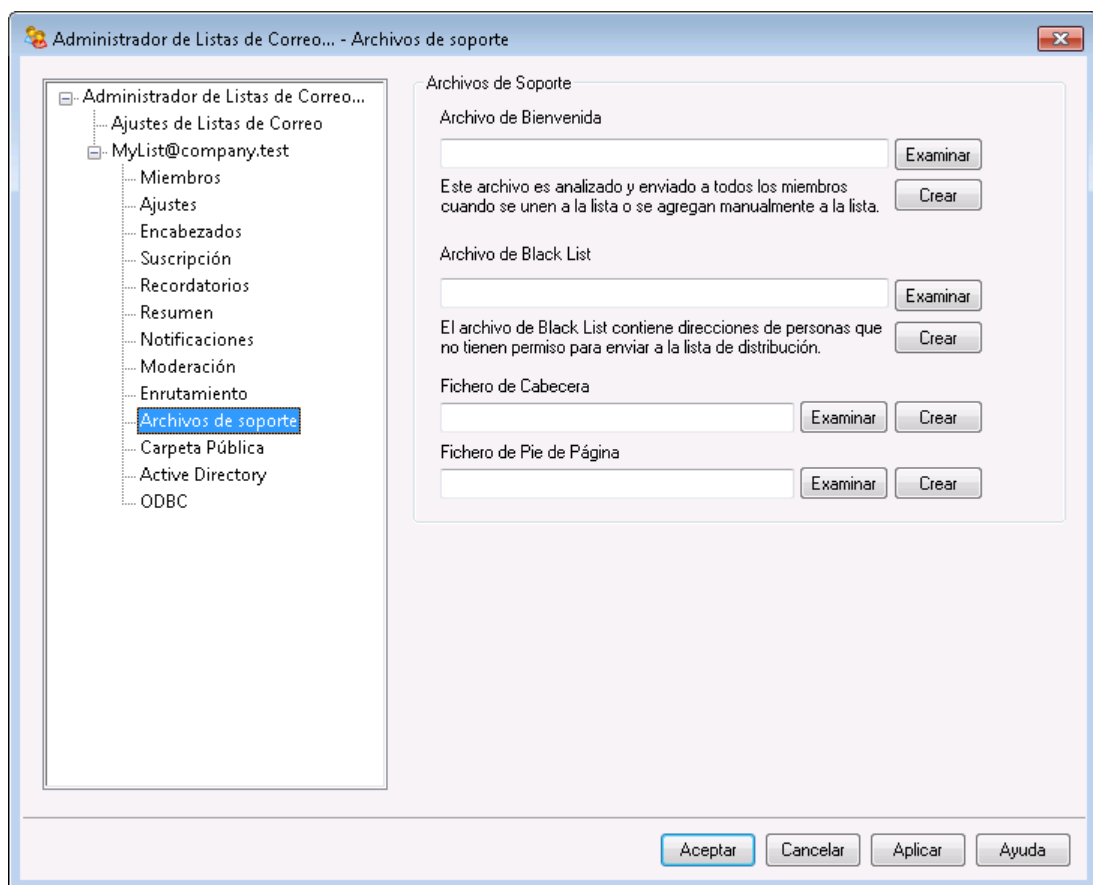 Administrador de Listas de Correo... - Archivos de soporte
Administrador de Listas de Correo...
Ajustes de Listas de Correo
MyList@company.test
Miembros
Ajustes
Encabezados
Suscripción
Recordatorios
Resumen
Notificaciones
Moderación
Enrutamiento
Archivos de soporte
Carpeta Pública
Active Directory
ODBC
Archivos de Soporte
Archivo de Bienvenida
Examinar
Este archivo es analizado y enviado a todos los miembros
cuando se unen a la lista o se agregan manualmente a la lista.
Crear
Archivo de Black List
Examinar
El archivo de Black List contiene direcciones de personas que
no tienen permiso para enviar a la lista de distribución.
Crear
Fichero de Cabecera
Examinar Crear
Fichero de Pie de Página
Examinar Crear
Aceptar Cancelar Aplicar Ayuda